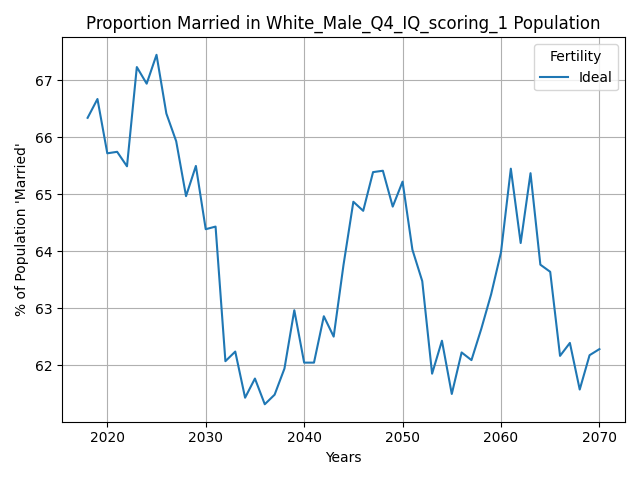 Proportion Married in White_Male_Q4_IQ_scoring_1 Population
% of Population 'Married'
67
66
65
64
63
62
Fertility
Ideal
2020 2030 2040 2050 2060 2070
Years